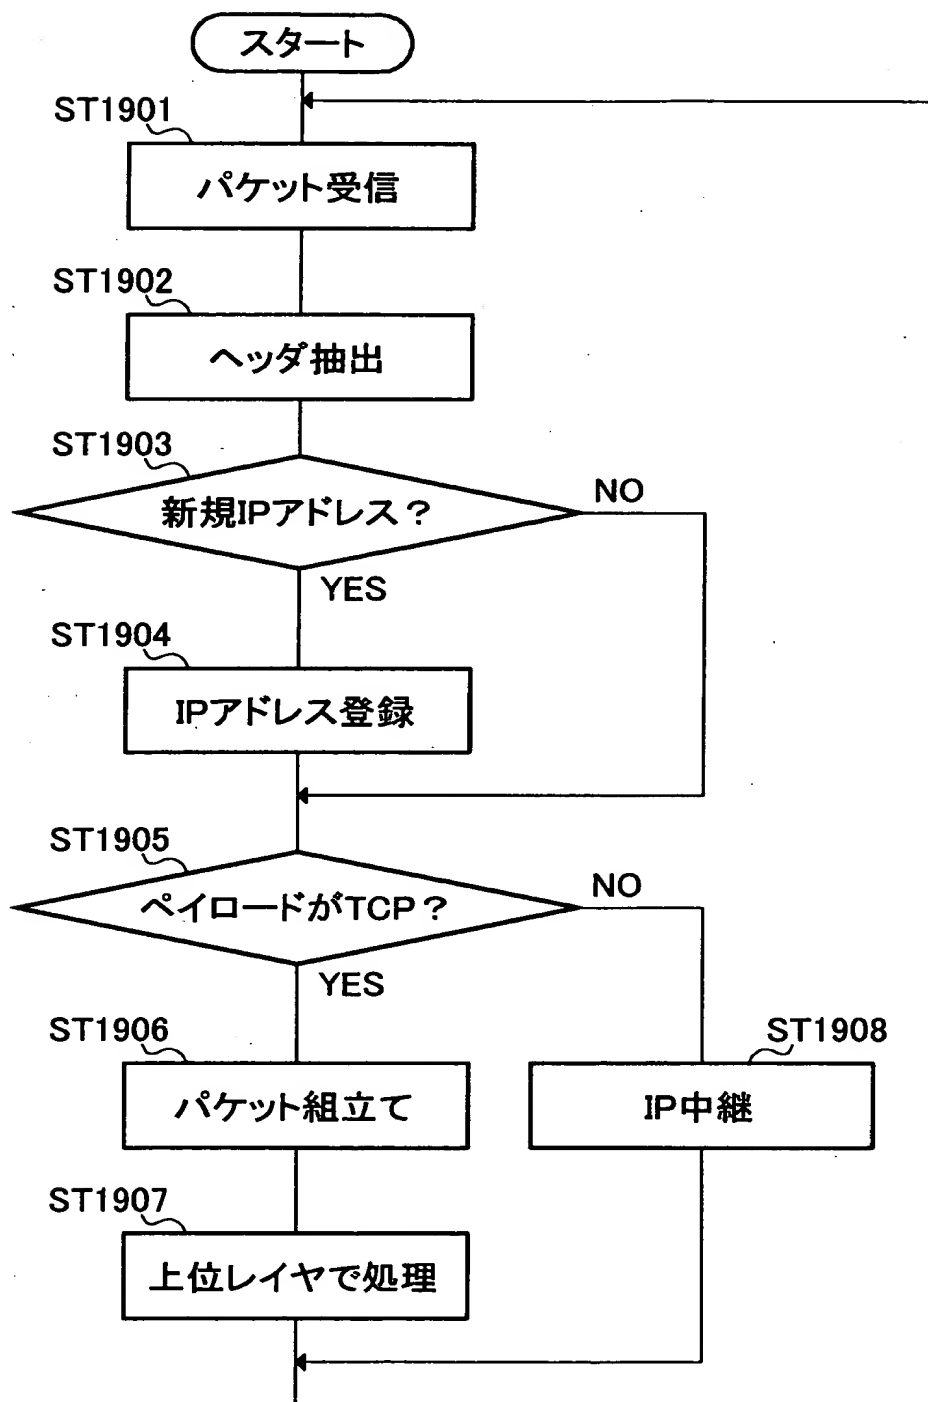 スタート
ST1901
パケット受信
ST1902
ヘッダ抽出
ST1903
新規IPアドレス?
NO
YES
ST1904
IPアドレス登録
ST1905
ペイロードがTCP?
NO
YES
ST1906
パケット組立て
ST1908
IP中継
ST1907
上位レイヤで処理